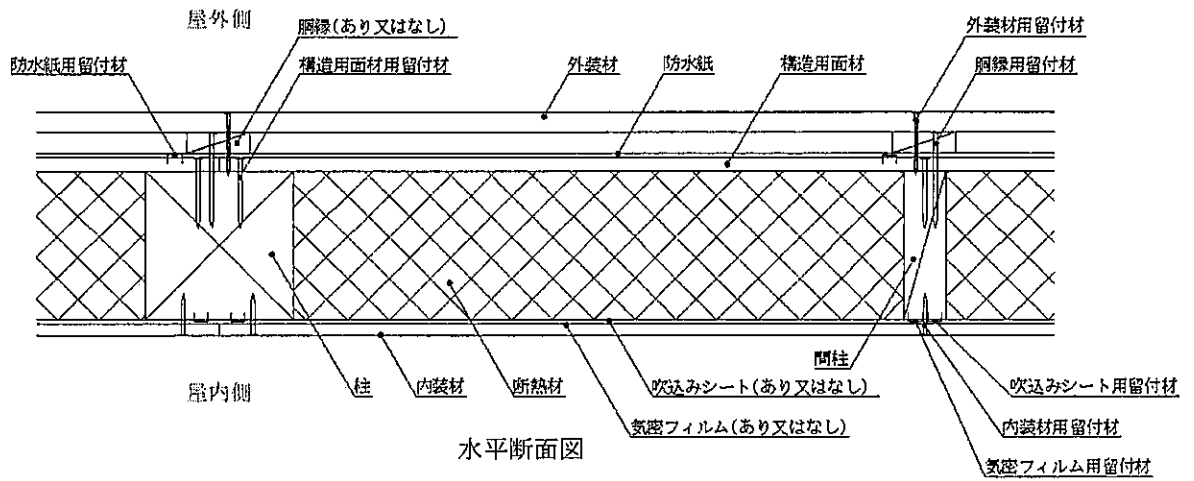 屋外側
胴縁(あり又はなし)
外装材用留付材
防水紙用留付材
構造用面材用留付材
外装材
防水紙
構造用面材
胴縁用留付材
屋内側
柱
内装材
断熱材
吹込みシート(あり又はなし)
間柱
吹込みシート用留付材
気密フィルム(あり又はなし)
内装材用留付材
水平断面図
気密フィルム用留付材